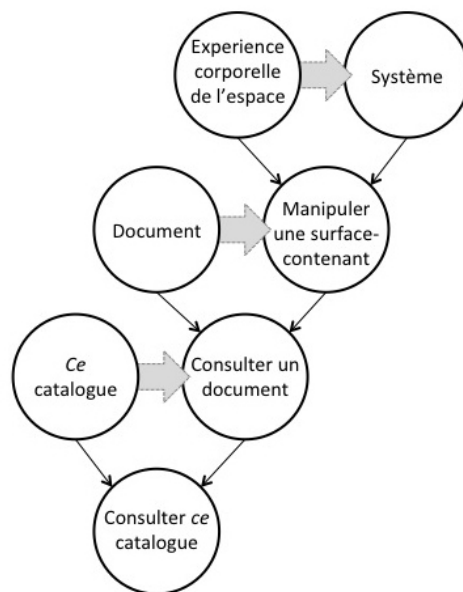 Experience
corporelle
de l'espace
Système
Document
Manipuler
une surface-
contenant
Ce
catalogue
Consulter un
document
Consulter ce
catalogue